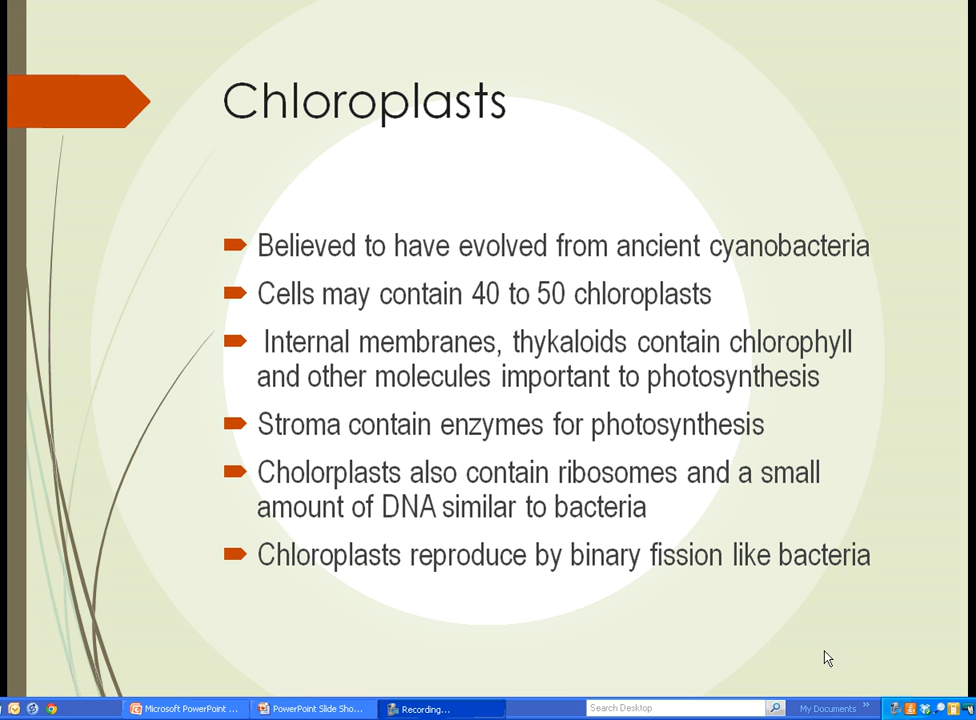 Chloroplasts
Believed to have evolved from ancient cyanobacteria
Cells may contain 40 to 50 chloroplasts
Internal membranes, thykaloids contain chlorophyll
and other molecules important to photosynthesis
Stroma contain enzymes for photosynthesis
Cholorplasts also contain ribosomes and a small
amount of DNA similar to bacteria
Chloroplasts reproduce by binary fission like bacteria
Microsoft PowerPoint ...
PowerPoint Slide Sho...
Recording...
Search Desktop
My Documents